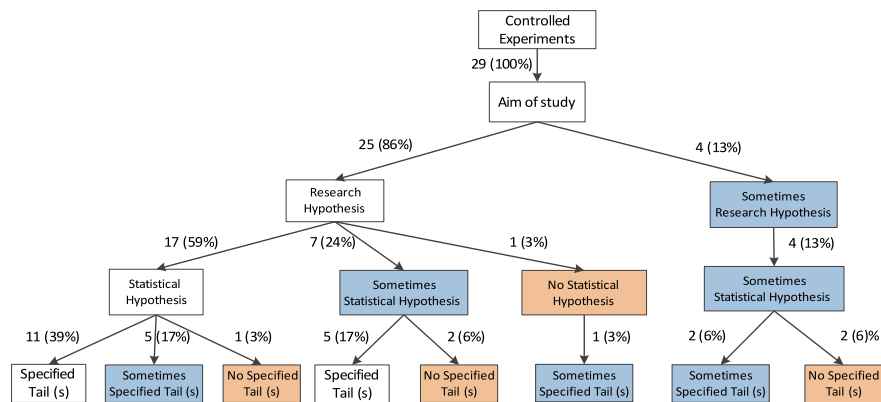 Controlled
Experiments
29 (100%)
Aim of study
25 (86%)
4 (13%)
Research
Hypothesis
Sometimes
Research Hypothesis
17 (59%)
7 (24%)
1 (3%)
4 (13%)
Statistical
Hypothesis
Sometimes
Statistical Hypothesis
No Statistical
Hypothesis
Sometimes
Statistical Hypothesis
11 (39%)
5 (17%)
1 (3%)
5 (17%)
2 (6%)
1 (3%)
2 (6%)
2 (6)%
Specified
Tail (s)
Sometimes
Specified Tail (s)
No Specified
Tail (s)
Specified
Tail (s)
No Specified
Tail (s)
Sometimes
Specified Tail (s)
Sometimes
Specified Tail (s)
No Specified
Tail (s)